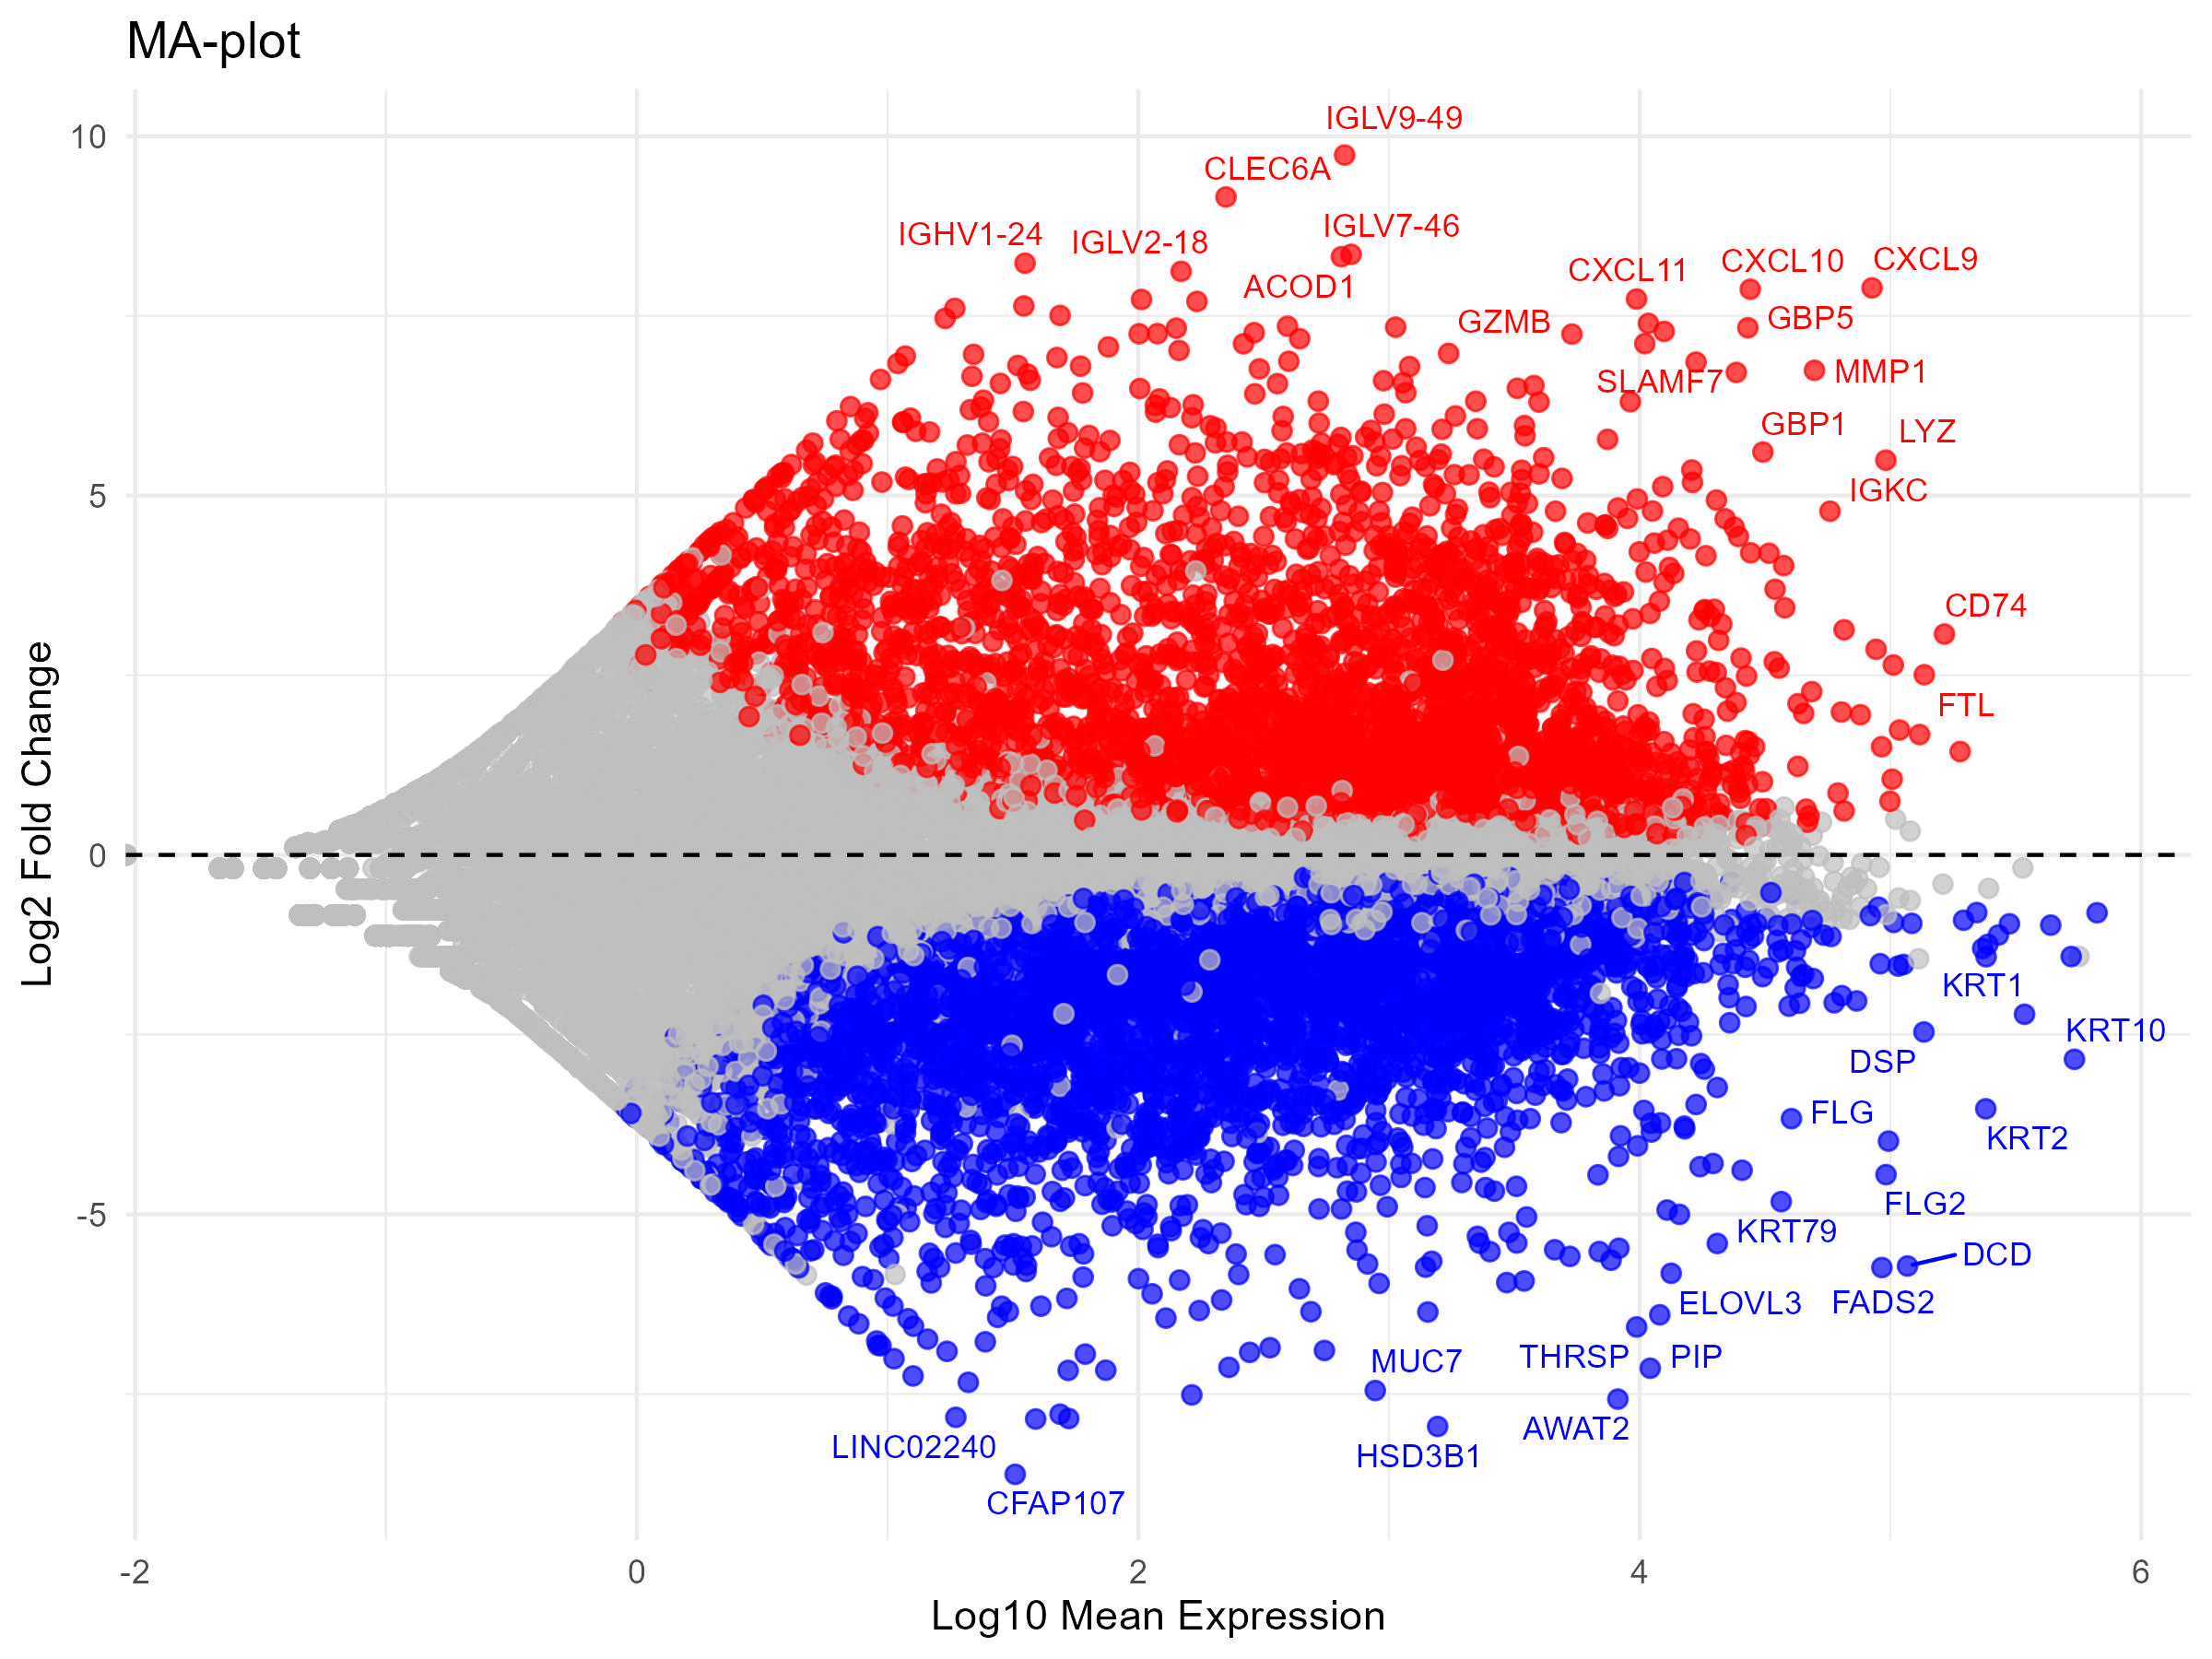 MA-plot
IGLV9-49
CLEC6A
IGHV1-24
IGLV2-18
IGLV7-46
CXCL11
CXCL10
CXCL9
ACOD1
GZMB
GBP5
SLAMF7
MMP1
GBP1
LYZ
IGKC
CD74
FTL
KRT1
KRT10
DSP
FLG
KRT2
FLG2
KRT79
DCD
ELOVL3
FADS2
MUC7
THRSP
PIP
AWAT2
LINC02240
HSD3B1
CFAP107
10
5
0
-5
Log2 Fold Change
-2
0
2
4
6
Log10 Mean Expression